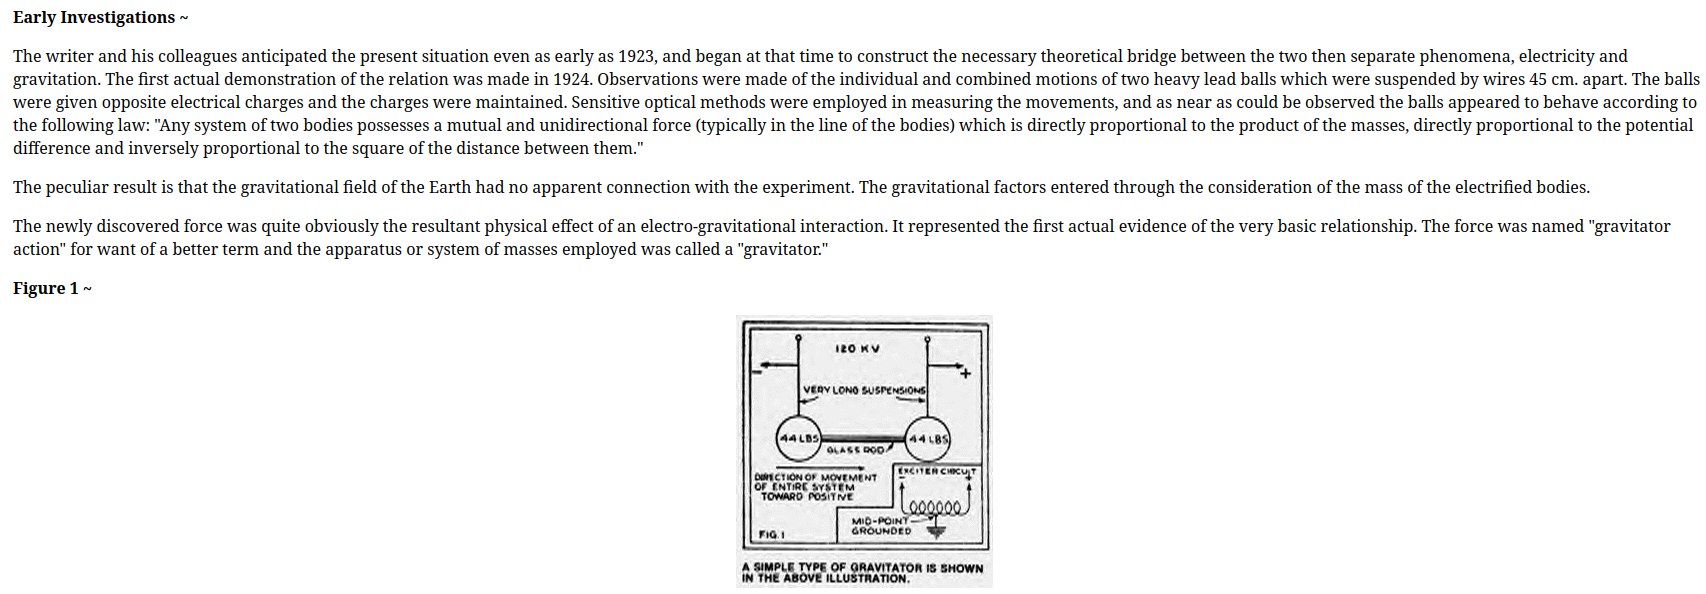 Early Investigations ~
The writer and his colleagues anticipated the present situation even as early as 1923, and began at that time to construct the necessary theoretical bridge between the two then separate phenomena, electricity and
gravitation. The first actual demonstration of the relation was made in 1924. Observations were made of the individual and combined motions of two heavy lead balls which were suspended by wires 45 cm. apart. The balls
were given opposite electrical charges and the charges were maintained. Sensitive optical methods were employed in measuring the movements, and as near as could be observed the balls appeared to behave according to
the following law: "Any system of two bodies possesses a mutual and unidirectional force (typically in the line of the bodies) which is directly proportional to the product of the masses, directly proportional to the potential
difference and inversely proportional to the square of the distance between them."
The peculiar result is that the gravitational field of the Earth had no apparent connection with the experiment. The gravitational factors entered through the consideration of the mass of the electrified bodies.
The newly discovered force was quite obviously the resultant physical effect of an electro-gravitational interaction. It represented the first actual evidence of the very basic relationship. The force was named "gravitator
action" for want of a better term and the apparatus or system of masses employed was called a "gravitator."
Figure 1 ~
120 KV
- +
VERY LONG SUSPENSIONS
44 LBS 44 LBS
GLASS ROD
DIRECTION OF MOVEMENT
OF ENTIRE SYSTEM
TOWARD POSITIVE
EXCITER CIRCUIT
- +
MID-POINT
GROUNDED
FIG. 1
A SIMPLE TYPE OF GRAVITATOR IS SHOWN
IN THE ABOVE ILLUSTRATION.